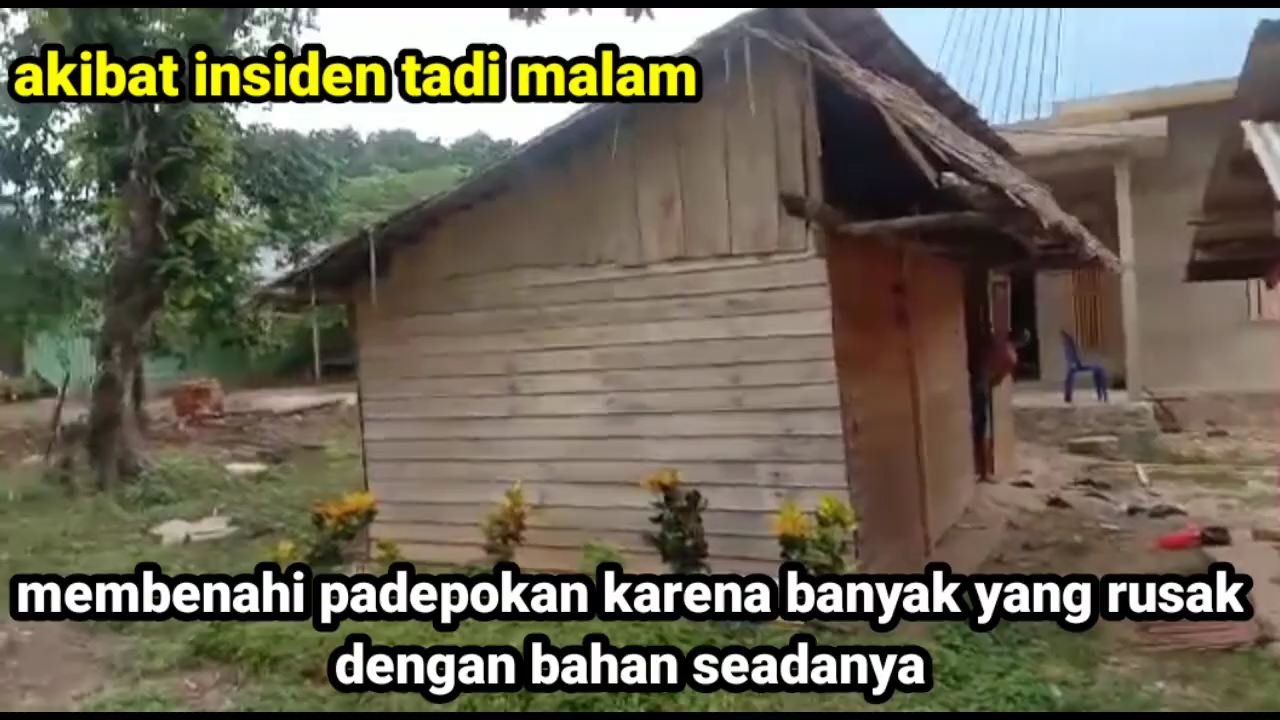 akibat insiden tadi malam
membenahi padepokan karena banyak yang rusak
dengan bahan seadanya